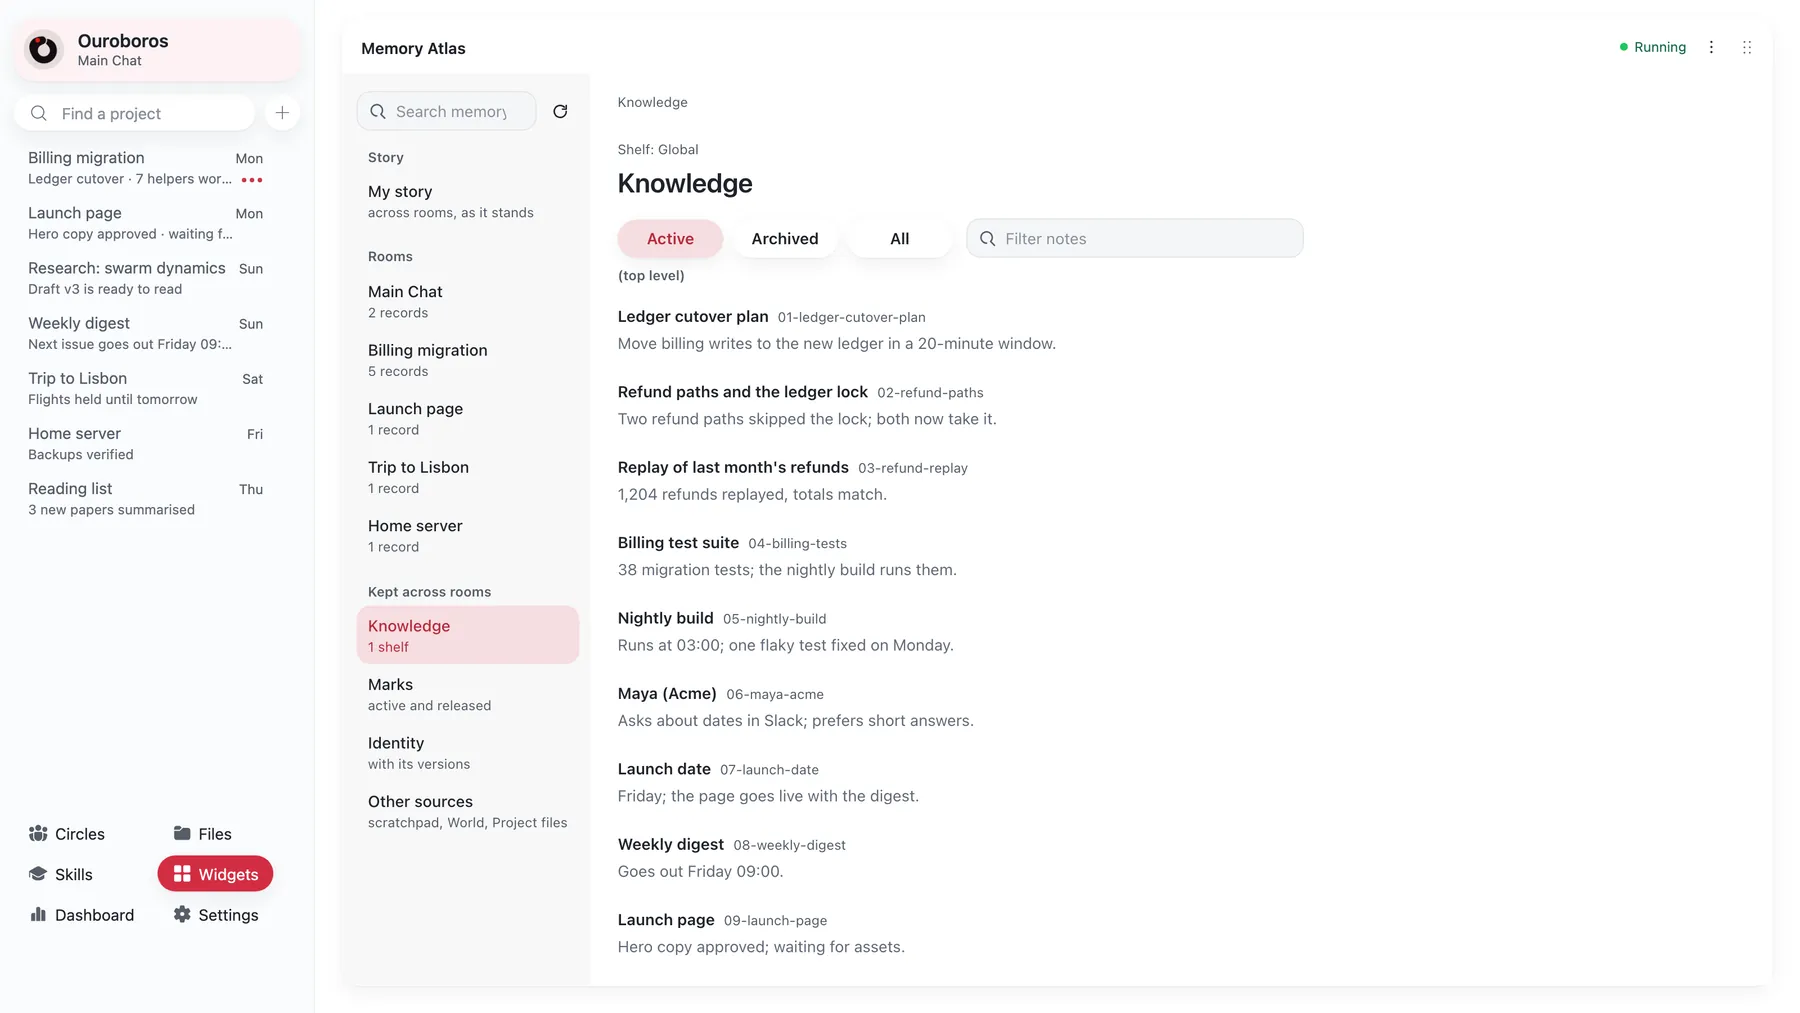 Ouroboros
Main Chat
Find a project
Billing migration Mon
Ledger cutover · 7 helpers wor...
Launch page Mon
Hero copy approved · waiting f...
Research: swarm dynamics Sun
Draft v3 is ready to read
Weekly digest Sun
Next issue goes out Friday 09:...
Trip to Lisbon Sat
Flights held until tomorrow
Home server Fri
Backups verified
Reading list Thu
3 new papers summarised
Circles Files
Skills Widgets
Dashboard Settings
Memory Atlas
Running
Search memory
Story
My story
across rooms, as it stands
Rooms
Main Chat
2 records
Billing migration
5 records
Launch page
1 record
Trip to Lisbon
1 record
Home server
1 record
Kept across rooms
Knowledge
1 shelf
Marks
active and released
Identity
with its versions
Other sources
scratchpad, World, Project files
Knowledge
Shelf: Global
Knowledge
Active Archived All Filter notes
(top level)
Ledger cutover plan 01-ledger-cutover-plan
Move billing writes to the new ledger in a 20-minute window.
Refund paths and the ledger lock 02-refund-paths
Two refund paths skipped the lock; both now take it.
Replay of last month's refunds 03-refund-replay
1,204 refunds replayed, totals match.
Billing test suite 04-billing-tests
38 migration tests; the nightly build runs them.
Nightly build 05-nightly-build
Runs at 03:00; one flaky test fixed on Monday.
Maya (Acme) 06-maya-acme
Asks about dates in Slack; prefers short answers.
Launch date 07-launch-date
Friday; the page goes live with the digest.
Weekly digest 08-weekly-digest
Goes out Friday 09:00.
Launch page 09-launch-page
Hero copy approved; waiting for assets.